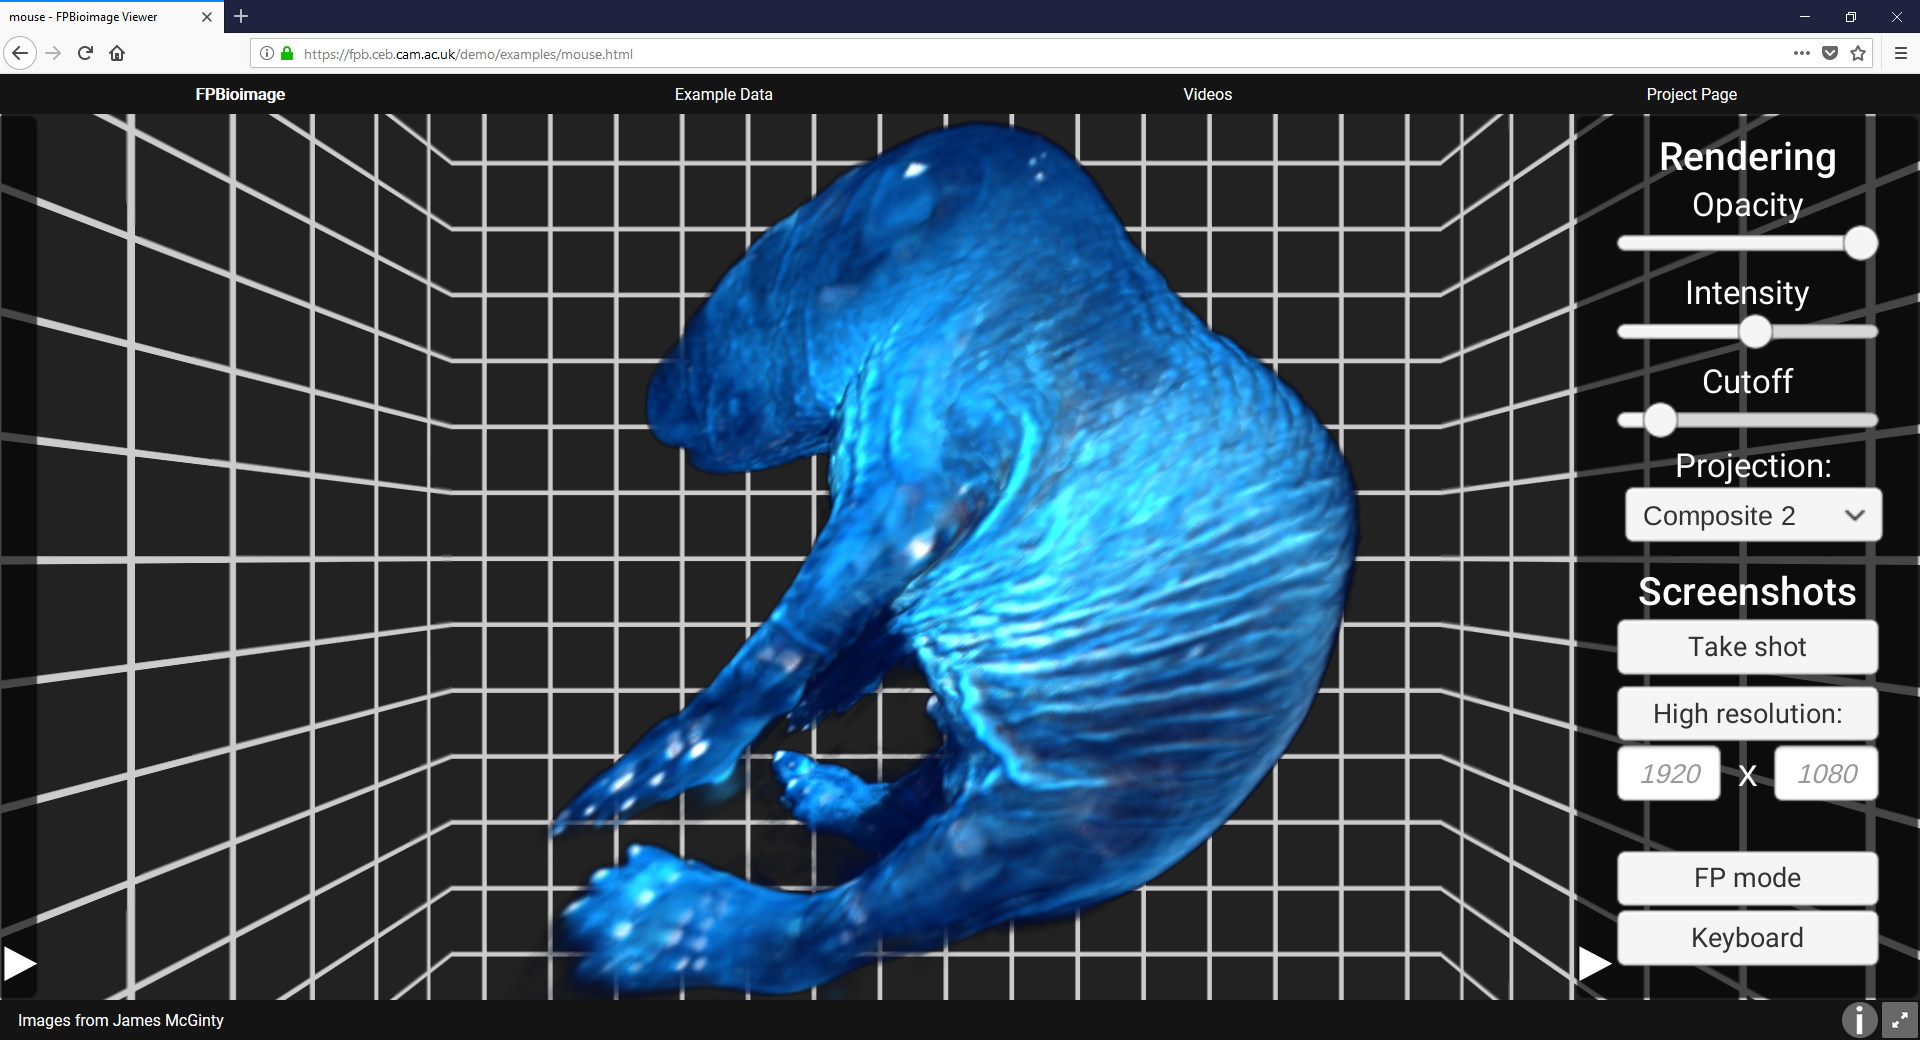 mouse - FPBioimage Viewer
https://fpb.ceb.cam.ac.uk/demo/examples/mouse.html
FPBioimage
Example Data
Videos
Project Page
Rendering
Opacity
Intensity
Cutoff
Projection:
Composite 2
Screenshots
Take shot
High resolution:
1920 X 1080
FP mode
Keyboard
Images from James McGinty